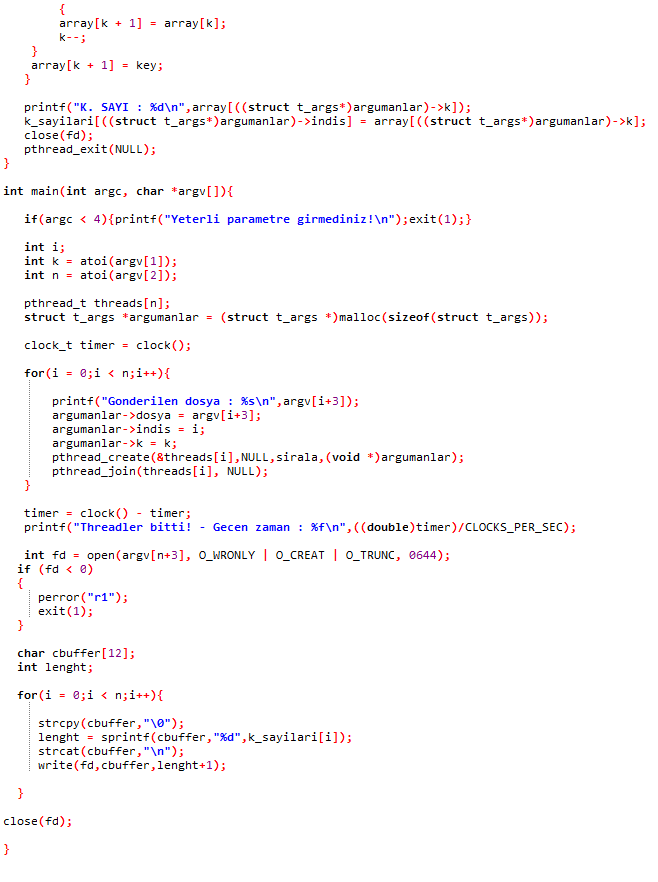 {
array[k + 1] = array[k];
k--;
}
array[k + 1] = key;
}
printf("K. SAYI : %d\n",array[((struct t_args*)argumanlar)->k]);
k_sayilari[((struct t_args*)argumanlar)->indis] = array[((struct t_args*)argumanlar)->k];
close(fd);
pthread_exit(NULL);
}
int main(int argc, char *argv[]){
if(argc < 4){printf("Yeterli parametre girmediniz!\n");exit(1);}
int i;
int k = atoi(argv[1]);
int n = atoi(argv[2]);
pthread_t threads[n];
struct t_args *argumanlar = (struct t_args *)malloc(sizeof(struct t_args));
clock_t timer = clock();
for(i = 0;i < n;i++){
printf("Gonderilen dosya : %s\n",argv[i+3]);
argumanlar->dosya = argv[i+3];
argumanlar->indis = i;
argumanlar->k = k;
pthread_create(&threads[i],NULL,sirala,(void *)argumanlar);
pthread_join(threads[i], NULL);
}
timer = clock() - timer;
printf("Threadler bitti! - Gecen zaman : %f\n",((double)timer)/CLOCKS_PER_SEC);
int fd = open(argv[n+3], O_WRONLY | O_CREAT | O_TRUNC, 0644);
if (fd < 0)
{
perror("r1");
exit(1);
}
char cbuffer[12];
int lenght;
for(i = 0;i < n;i++){
strcpy(cbuffer,"\0");
lenght = sprintf(cbuffer,"%d",k_sayilari[i]);
strcat(cbuffer,"\n");
write(fd,cbuffer,lenght+1);
}
close(fd);
}